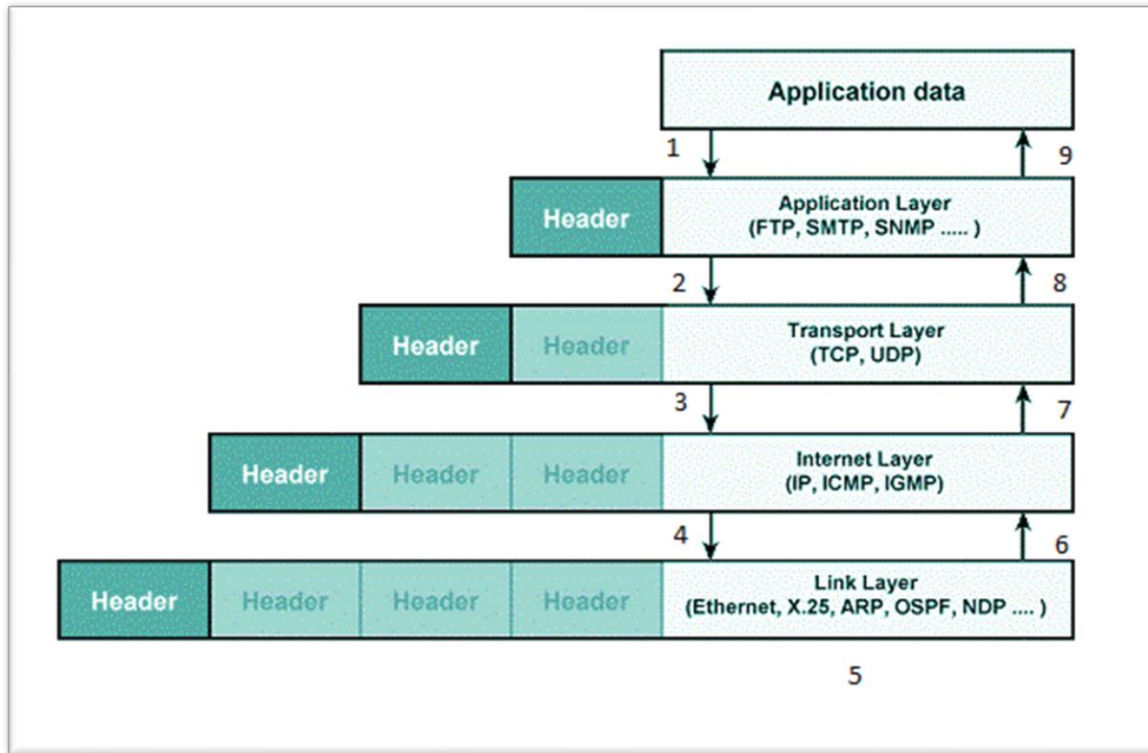 Application data
1
9
Header
Application Layer
(FTP, SMTP, SNMP ..... )
2
8
Header
Header
Transport Layer
(TCP, UDP)
3
7
Header
Header
Header
Internet Layer
(IP, ICMP, IGMP)
4
6
Header
Header
Header
Header
Link Layer
(Ethernet, X.25, ARP, OSPF, NDP .... )
5